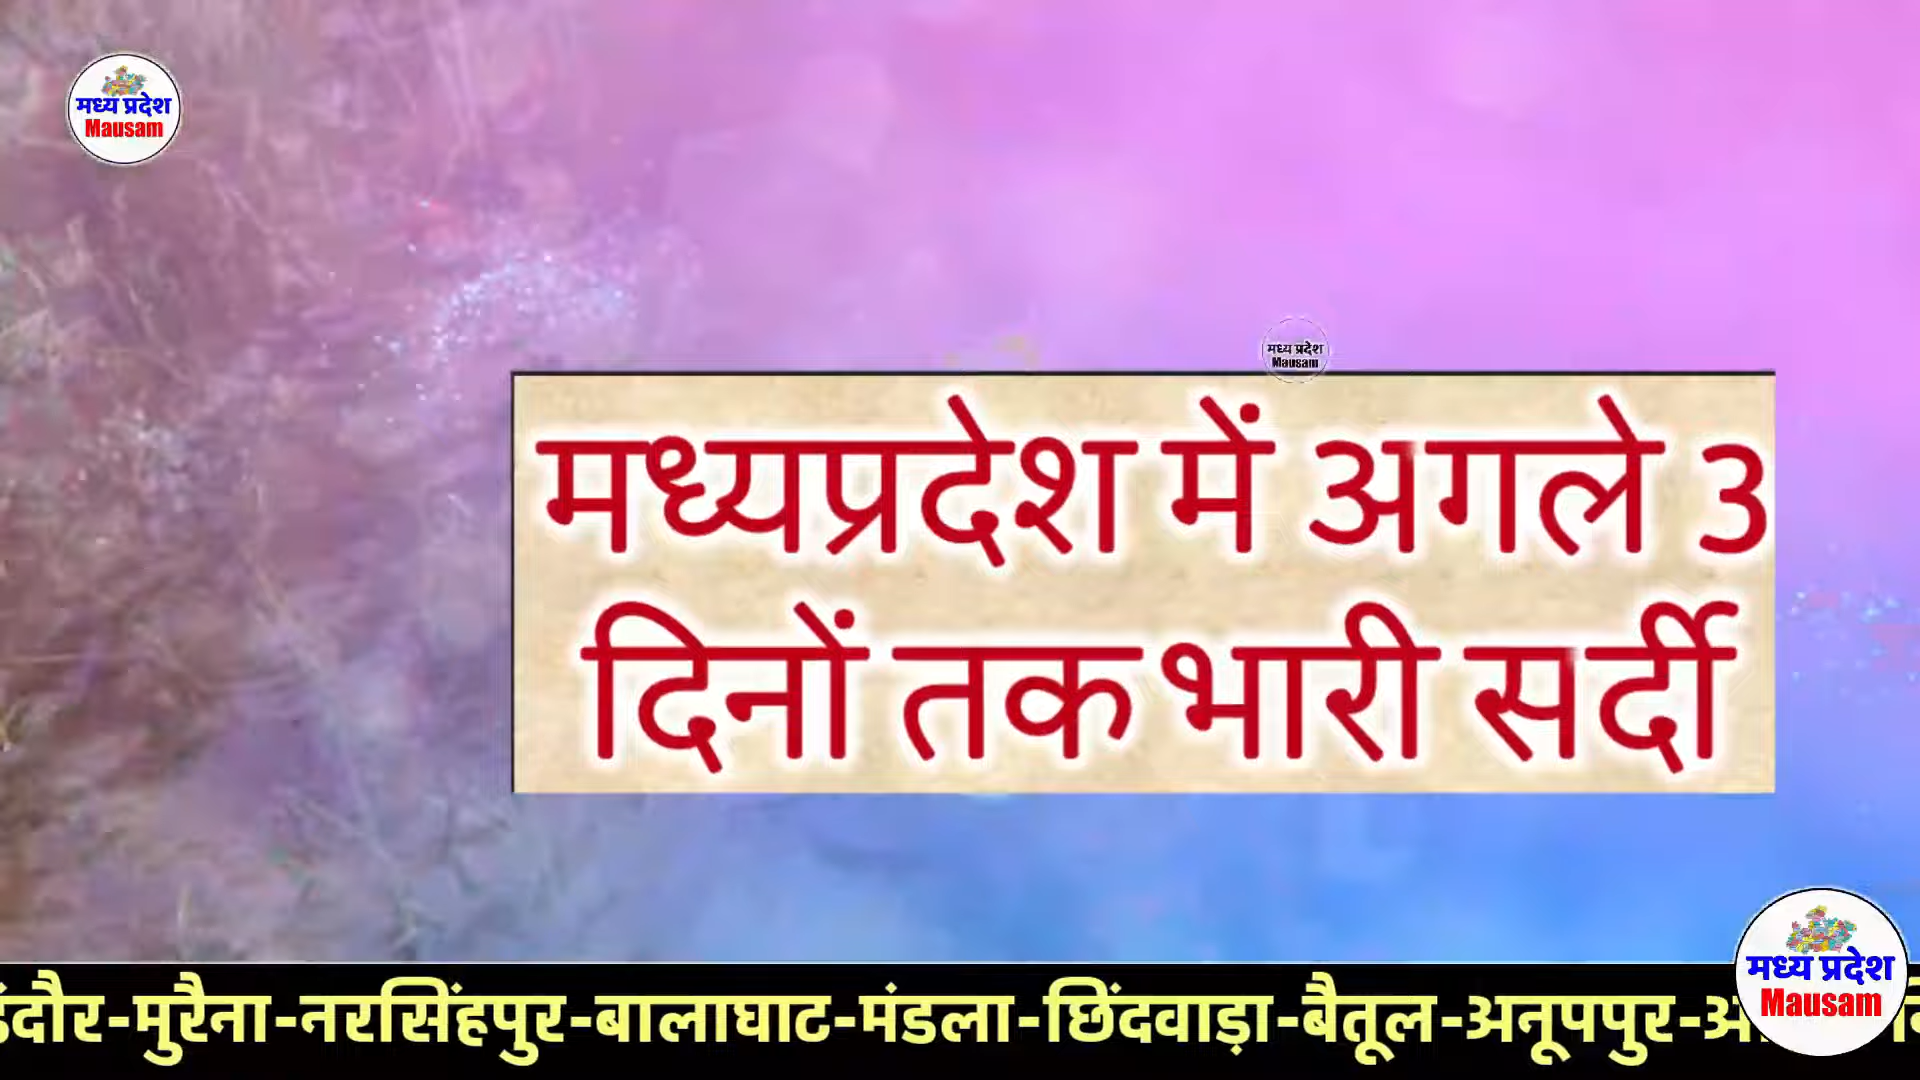 मध्य प्रदेश
Mausam
मध्य प्रदेश
Mausam
मध्यप्रदेश में अगले 3
दिनों तक भारी सर्दी
मध्य प्रदेश
Mausam
इंदौर-मुरैना-नरसिंहपुर-बालाघाट-मंडला-छिंदवाड़ा-बैतूल-अनूपपुर-